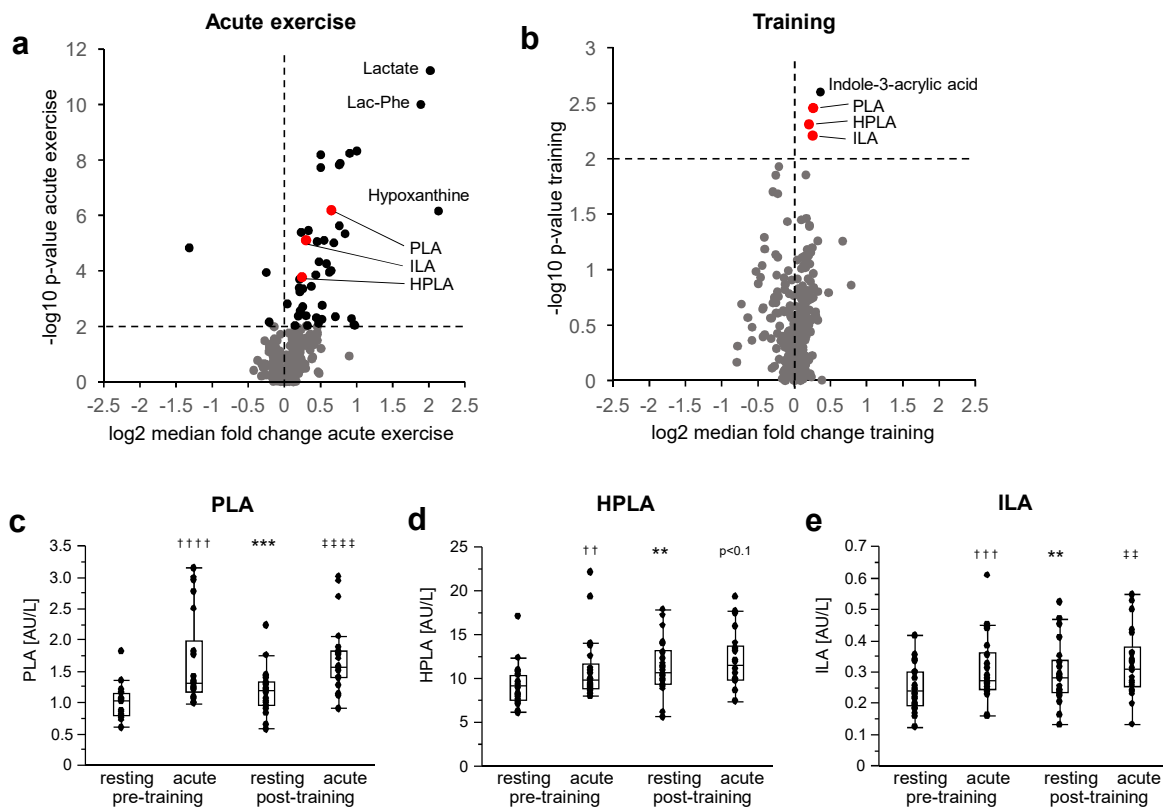 Acute exercise
a
12
10
8
6
4
2
0
-log10 p-value acute exercise
Lactate
Lac-Phe
Hypoxanthine
PLA
ILA
HPLA
-2.5 -2 -1.5 -1 -0.5 0 0.5 1 1.5 2 2.5
log2 median fold change acute exercise
Training
b
3
2.5
2
1.5
1
0.5
0
-log10 p-value training
Indole-3-acrylic acid
PLA
HPLA
ILA
-2.5 -2 -1.5 -1 -0.5 0 0.5 1 1.5 2 2.5
log2 median fold change training
PLA
c
†††† *** ‡‡‡‡
3.5
3.0
2.5
2.0
1.5
1.0
0.5
0
PLA [AU/L]
resting acute resting acute
pre-training post-training
HPLA
d
†† ** p<0.1
25
20
15
10
5
0
HPLA [AU/L]
resting acute resting acute
pre-training post-training
ILA
e
††† ** ‡‡
0.7
0.6
0.5
0.4
0.3
0.2
0.1
0
ILA [AU/L]
resting acute resting acute
pre-training post-training